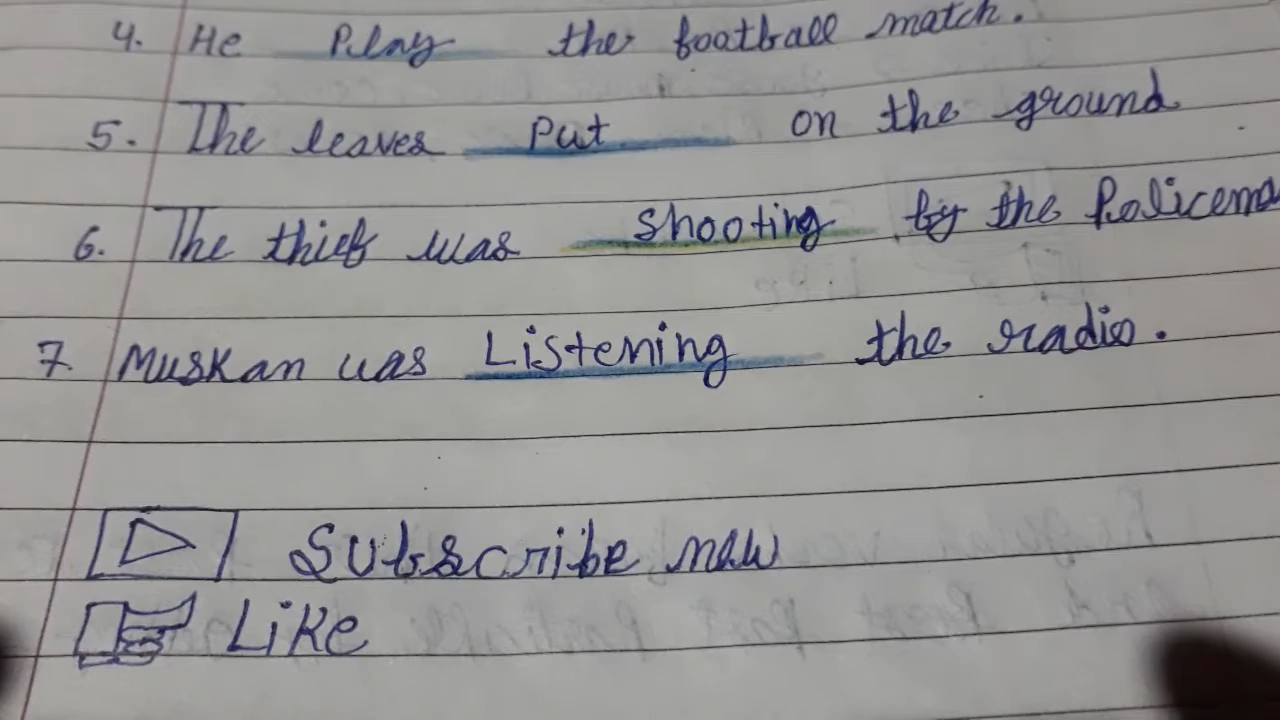 4. He Play the football match.
5. The leaves Put on the ground
6. The thief was Shooting by the Policema
7. Muskan was Listening the radio.
Subscribe now
Like